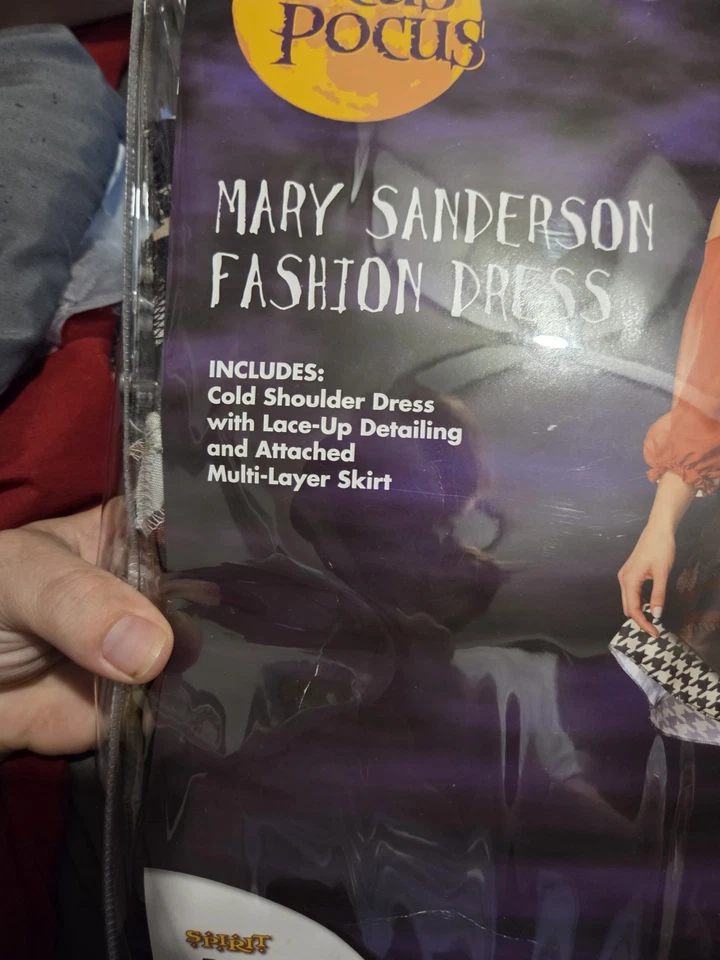 POCUS
MARY SANDERSON
FASHION DRESS
INCLUDES:
Cold Shoulder Dress
with Lace-Up Detailing
and Attached
Multi-Layer Skirt
SPIRIT